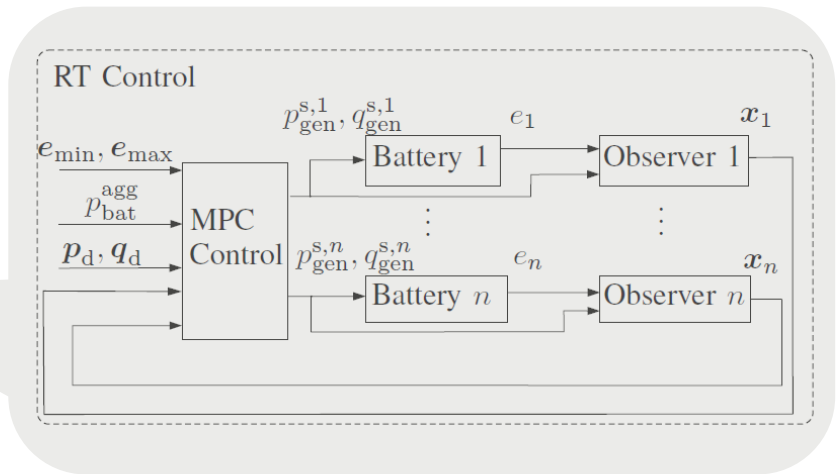 RT Control
p_gen^{s,1}, q_gen^{s,1}
e_1
x_1
e_min, e_max
Battery 1
Observer 1
p_bat^{agg}
MPC
Control
⋮
⋮
p_d, q_d
p_gen^{s,n}, q_gen^{s,n}
e_n
x_n
Battery n
Observer n